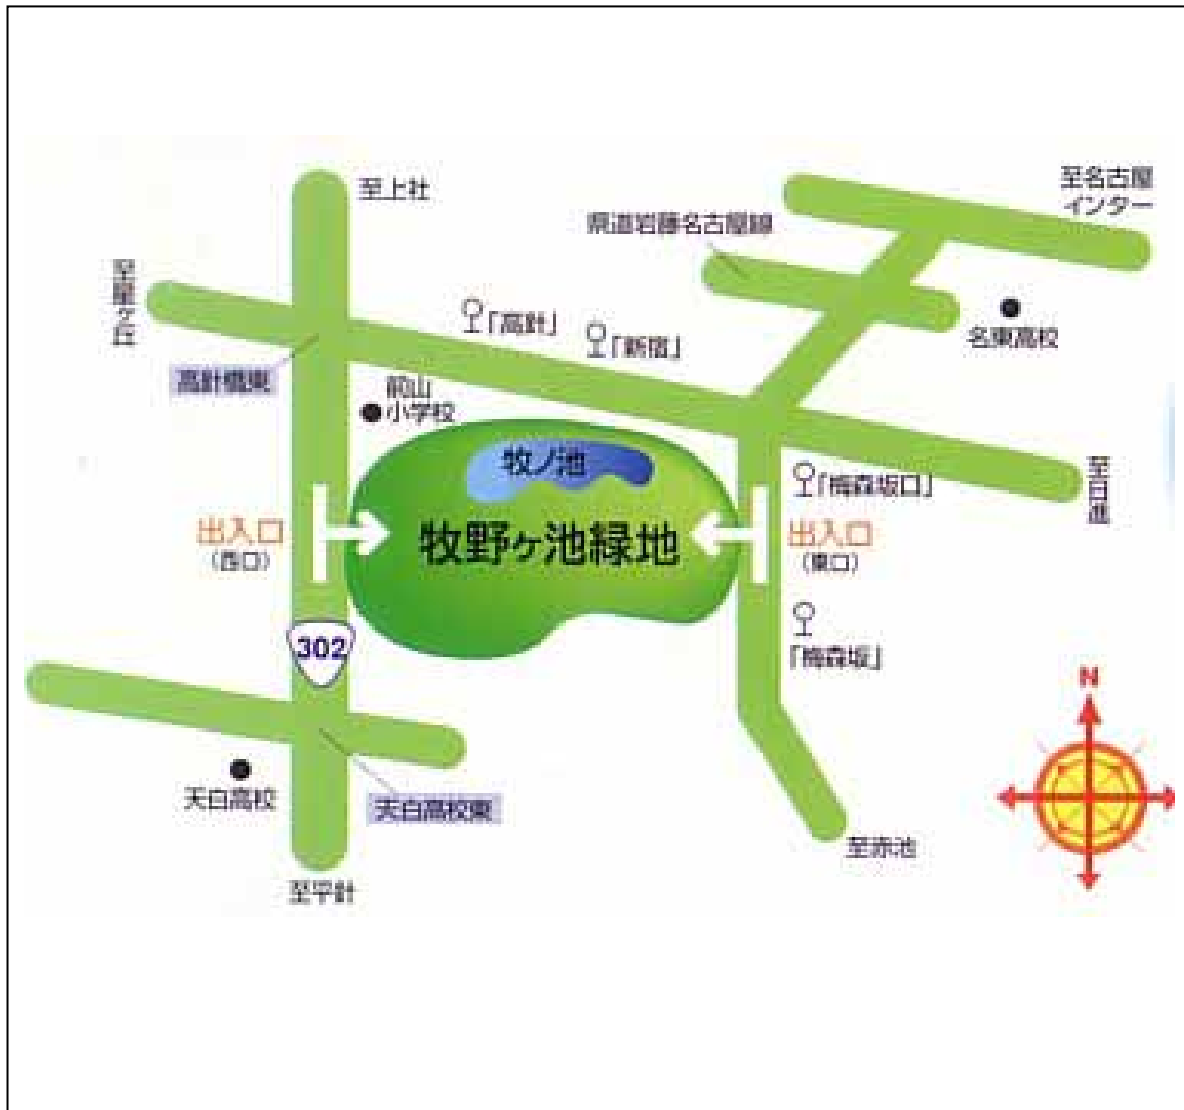 至上社
至名古屋
インター
県道岩藤名古屋線
至星ヶ丘
「高針」
「新宿」
名東高校
高針橋東
前山
小学校
牧ノ池
「梅森坂口」
至日進
出入口
(西口)
牧野ヶ池緑地
出入口
(東口)
302
「梅森坂」
N
天白高校
天白高校東
至赤池
至平針